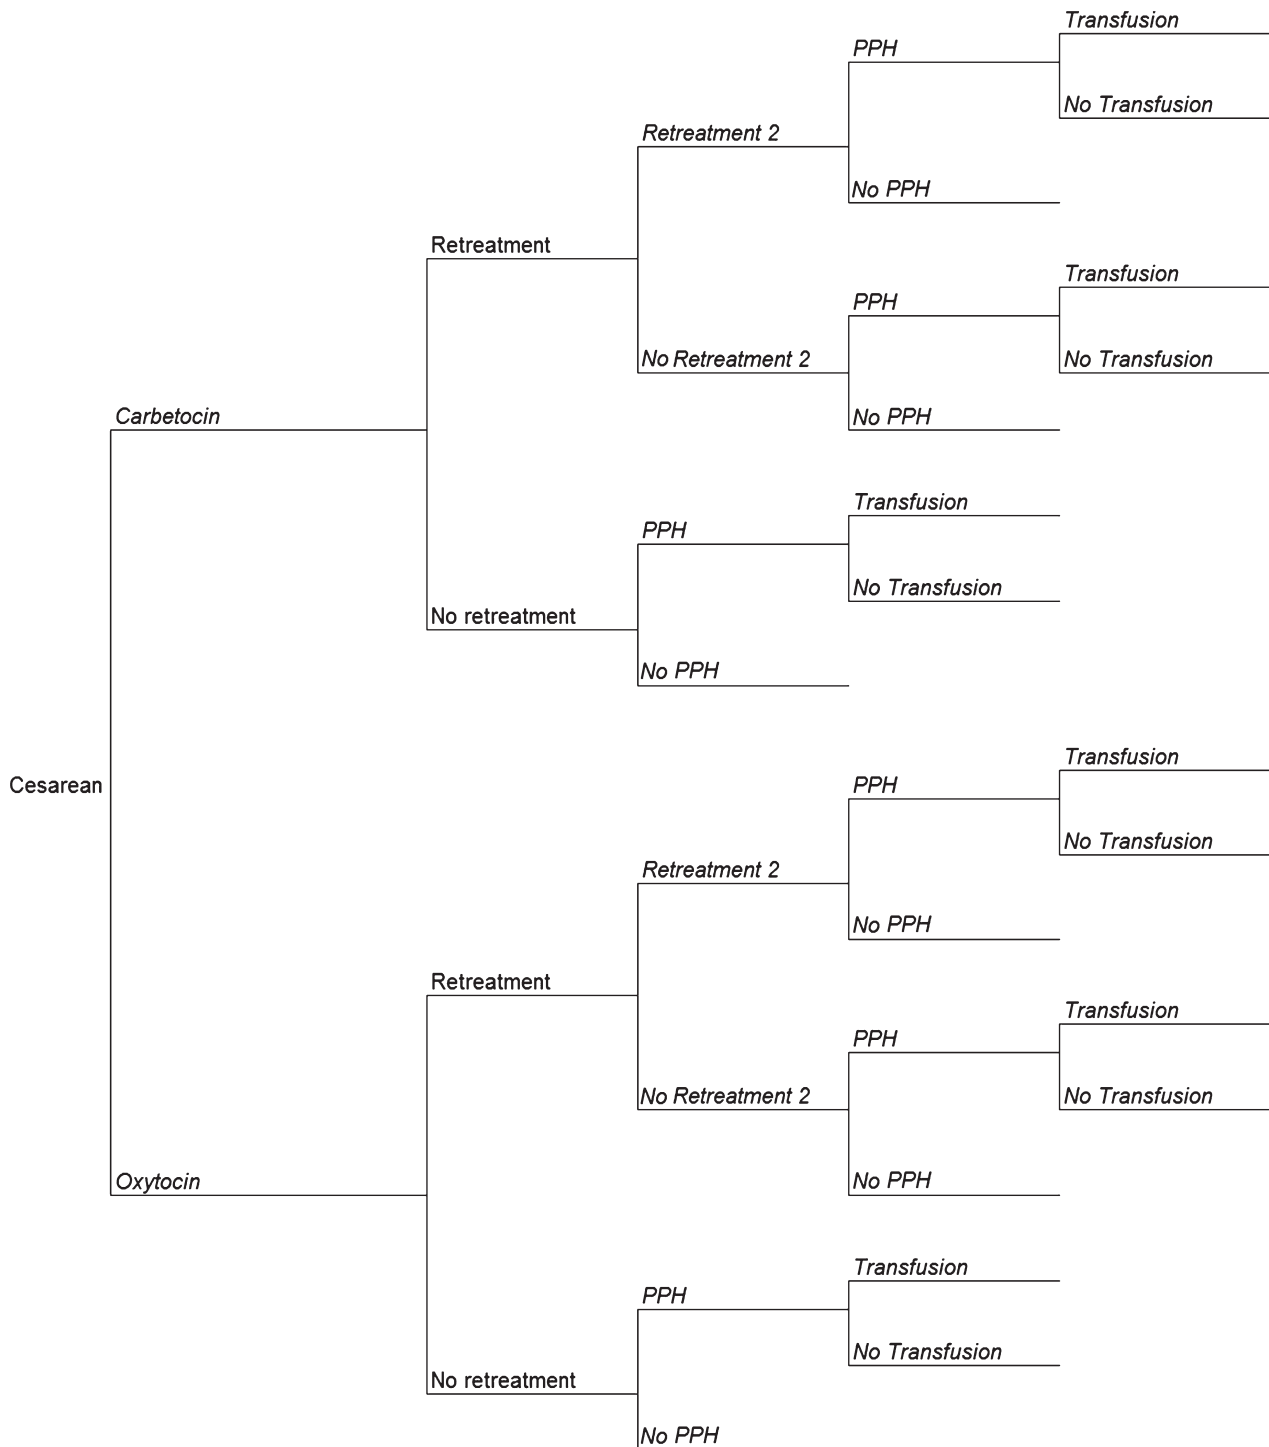 Transfusion
PPH
No Transfusion
Retreatment 2
No PPH
Retreatment
Transfusion
PPH
No Retreatment 2
No Transfusion
Carbetocin
No PPH
Transfusion
PPH
No Transfusion
No retreatment
No PPH
Transfusion
Cesarean
PPH
No Transfusion
Retreatment 2
No PPH
Retreatment
Transfusion
PPH
No Retreatment 2
No Transfusion
Oxytocin
No PPH
Transfusion
PPH
No Transfusion
No retreatment
No PPH